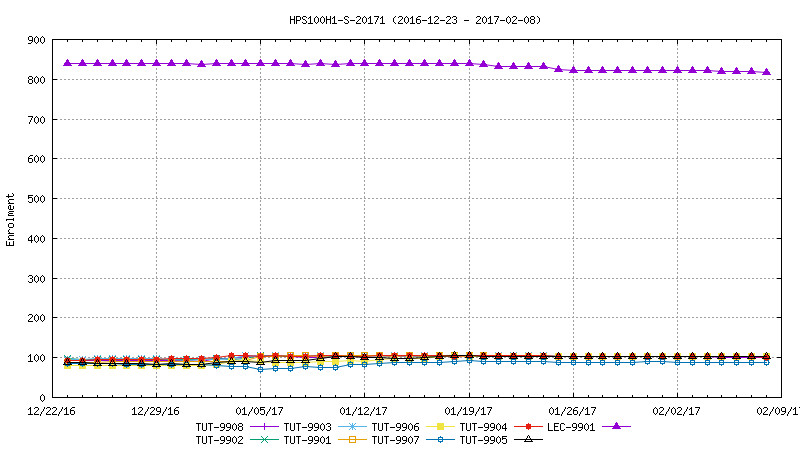 HPS100H1-S-20171 (2016-12-23 - 2017-02-08)
900
800
700
600
500
400
300
200
100
0
Enrolment
12/22/16 12/29/16 01/05/17 01/12/17 01/19/17 01/26/17 02/02/17 02/09/17
TUT-9908 TUT-9903 TUT-9906 TUT-9904 LEC-9901
TUT-9902 TUT-9901 TUT-9907 TUT-9905